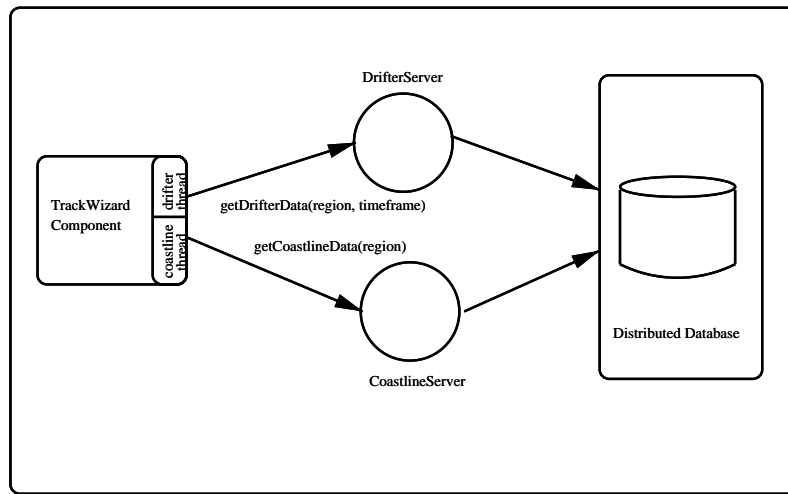 DrifterServer
TrackWizard
Component
drifter
thread
coastline
thread
getDrifterData(region, timeframe)
getCoastlineData(region)
CoastlineServer
Distributed Database